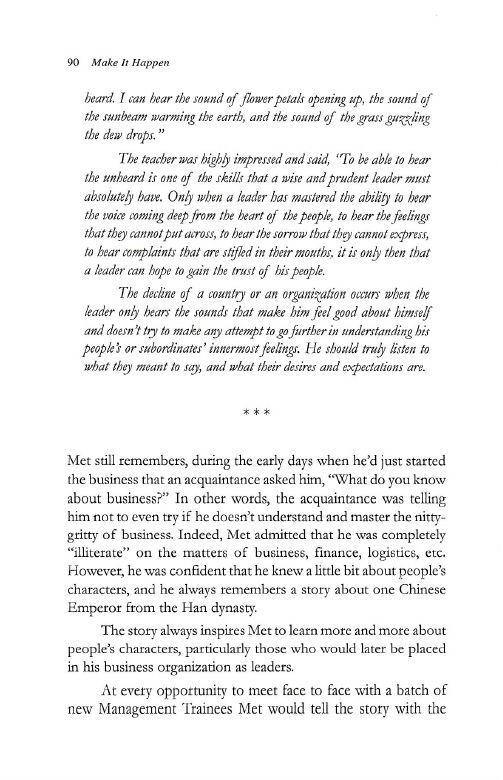 90 Make It Happen
heard. I can hear the sound of flower petals opening up, the sound of
the sunbeam warming the earth, and the sound of the grass guzzling
the dew drops.”
The teacher was highly impressed and said, “To be able to hear
the unheard is one of the skills that a wise and prudent leader must
absolutely have. Only when a leader has mastered the ability to hear
the voice coming deep from the heart of the people, to hear the feelings
that they cannot put across, to hear the sorrow that they cannot express,
to hear complaints that are stifled in their mouths, it is only then that
a leader can hope to gain the trust of his people.
The decline of a country or an organization occurs when the
leader only hears the sounds that make him feel good about himself
and doesn’t try to make any attempt to go further in understanding his
people’s or subordinates’ innermost feelings. He should truly listen to
what they meant to say, and what their desires and expectations are.
***
Met still remembers, during the early days when he’d just started
the business that an acquaintance asked him, “What do you know
about business?” In other words, the acquaintance was telling
him not to even try if he doesn’t understand and master the nitty-
gritty of business. Indeed, Met admitted that he was completely
“illiterate” on the matters of business, finance, logistics, etc.
However, he was confident that he knew a little bit about people’s
characters, and he always remembers a story about one Chinese
Emperor from the Han dynasty.
The story always inspires Met to learn more and more about
people’s characters, particularly those who would later be placed
in his business organization as leaders.
At every opportunity to meet face to face with a batch of
new Management Trainees Met would tell the story with the